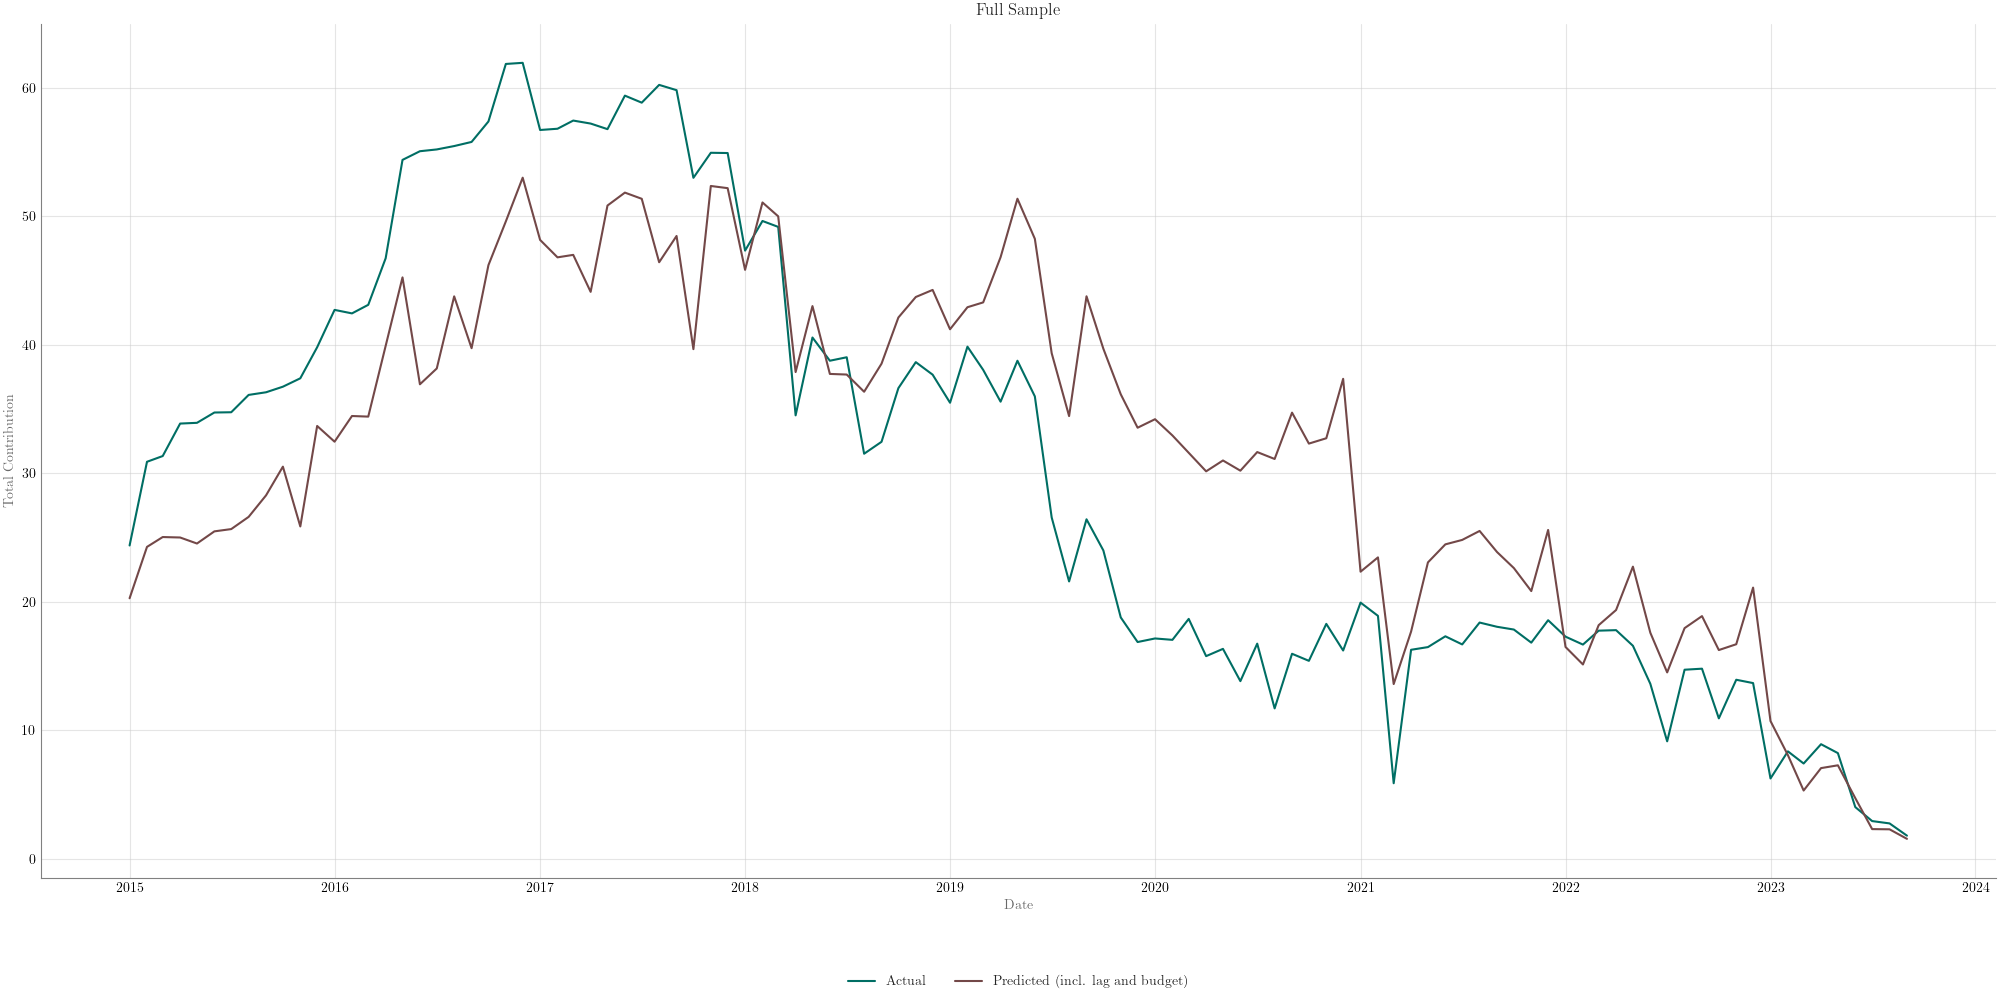 Full Sample
Total Contribution
60
50
40
30
20
10
0
2015 2016 2017 2018 2019 2020 2021 2022 2023 2024
Date
Actual Predicted (incl. lag and budget)